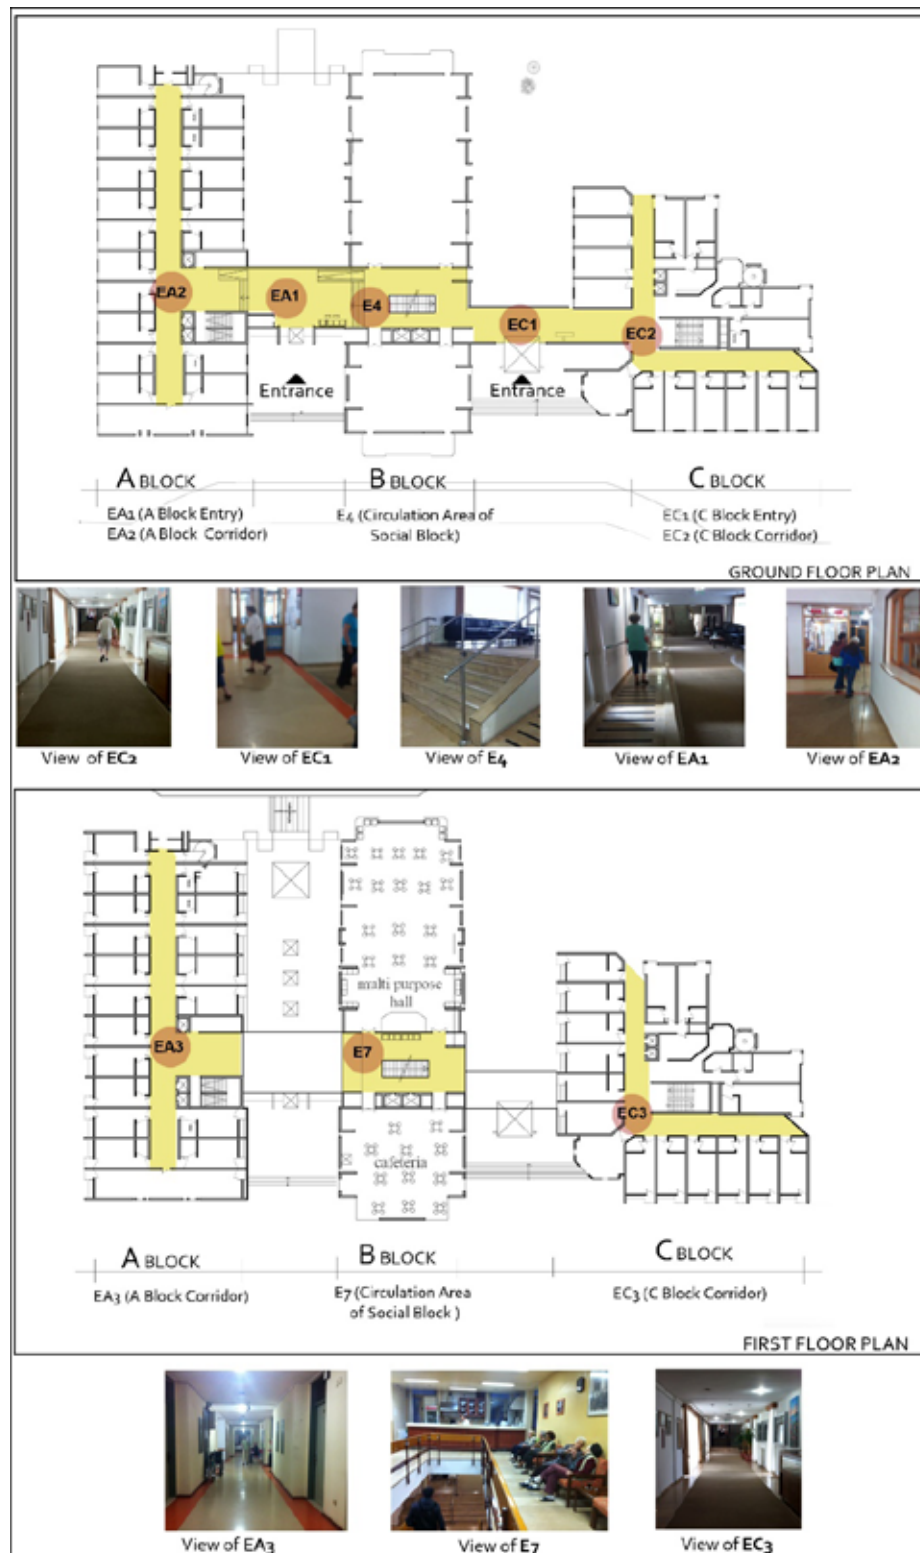 EA2
EA1
E4
EC1
EC2
Entrance
Entrance
A BLOCK
B BLOCK
C BLOCK
EA1 (A Block Entry)
EA2 (A Block Corridor)
E4 (Circulation Area of
Social Block)
EC1 (C Block Entry)
EC2 (C Block Corridor)
GROUND FLOOR PLAN
View of EC2
View of EC1
View of E4
View of EA1
View of EA2
malti purpose
hall
EA3
E7
EC3
cafeteria
A BLOCK
B BLOCK
C BLOCK
EA3 (A Block Corridor)
E7 (Circulation Area
of Social Block )
EC3 (C Block Corridor)
FIRST FLOOR PLAN
View of EA3
View of E7
View of EC3